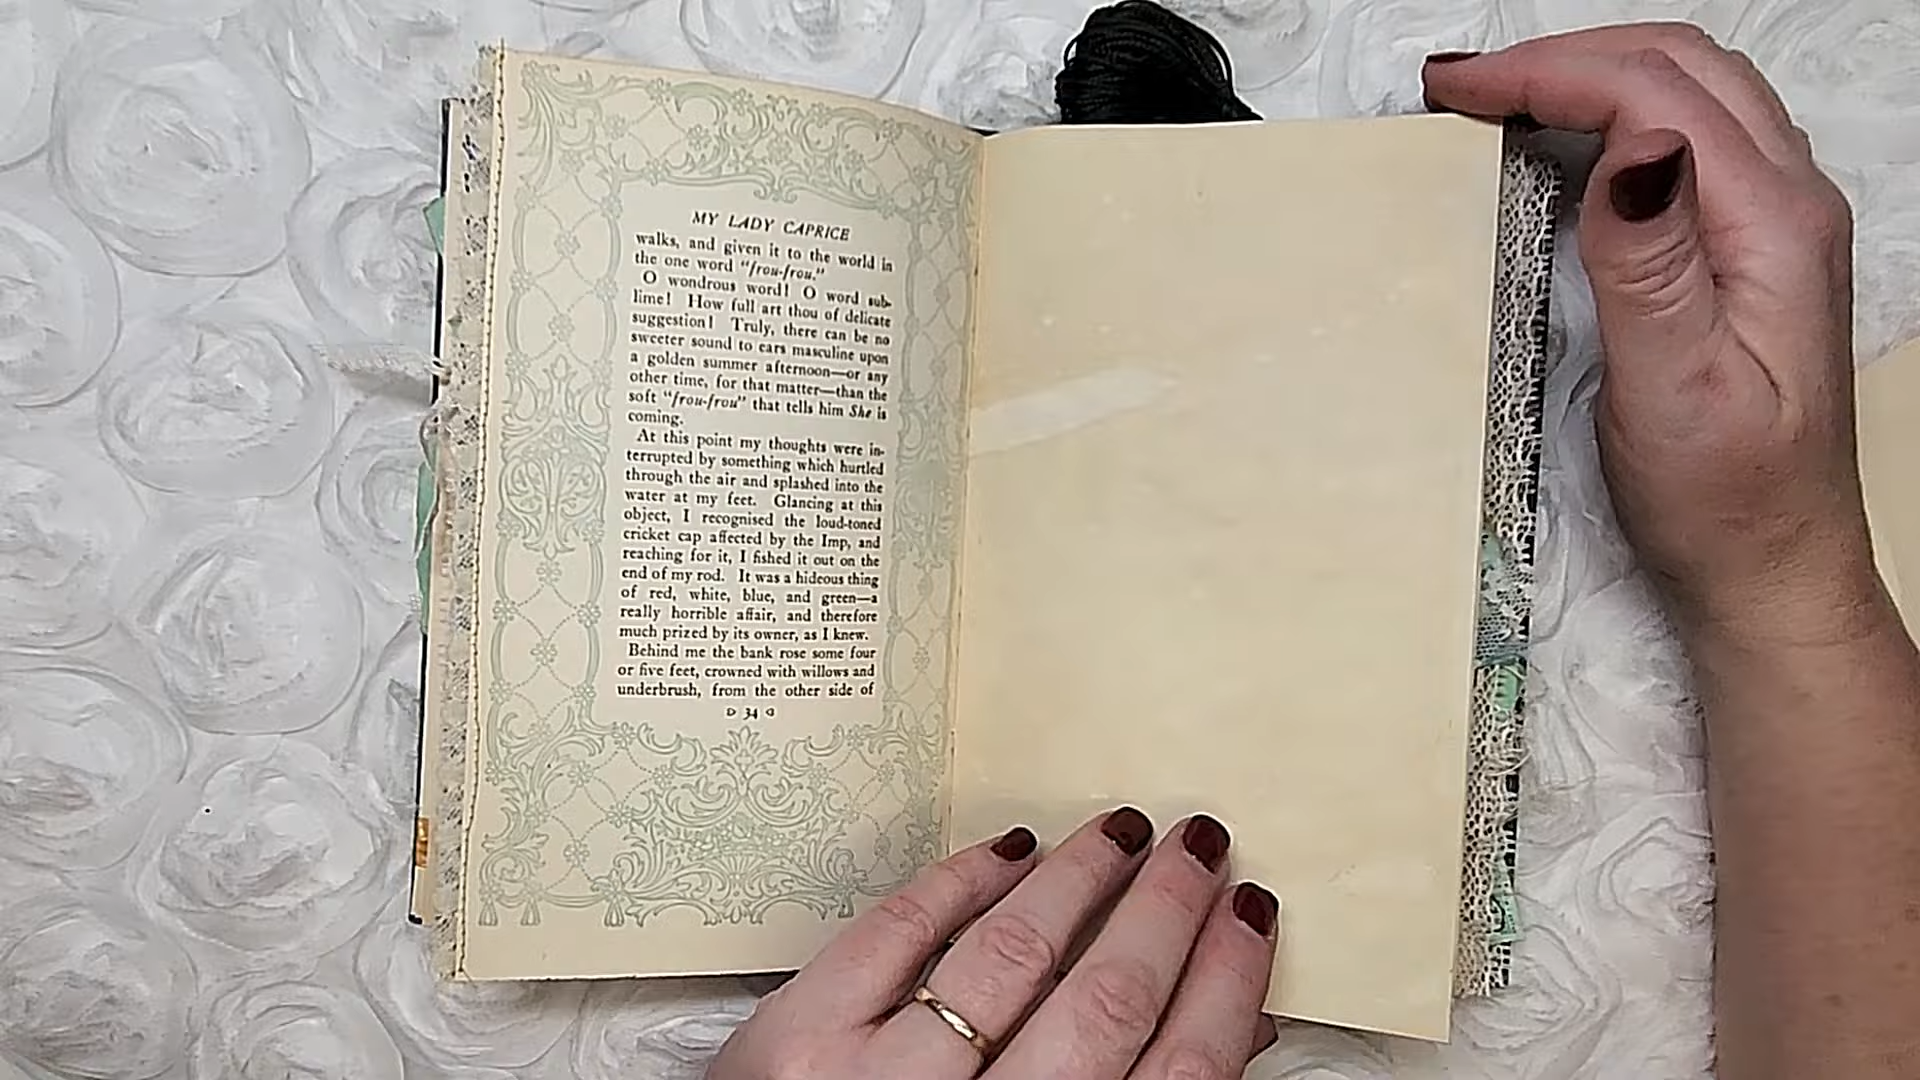 MY LADY CAPRICE
walks, and given it to the world in
the one word "frou-frou."
O wondrous word! O word sub-
lime! How full art thou of delicate
suggestion! Truly, there can be no
sweeter sound to ears masculine upon
a golden summer afternoon—or any
other time, for that matter—than the
soft "frou-frou" that tells him She is
coming.
At this point my thoughts were in-
terrupted by something which hurtled
through the air and splashed into the
water at my feet. Glancing at this
object, I recognised the loud-toned
cricket cap affected by the Imp, and
reaching for it, I fished it out on the
end of my rod. It was a hideous thing
of red, white, blue, and green—a
really horrible affair, and therefore
much prized by its owner, as I knew.
Behind me the bank rose some four
or five feet, crowned with willows and
underbrush, from the other side of
34